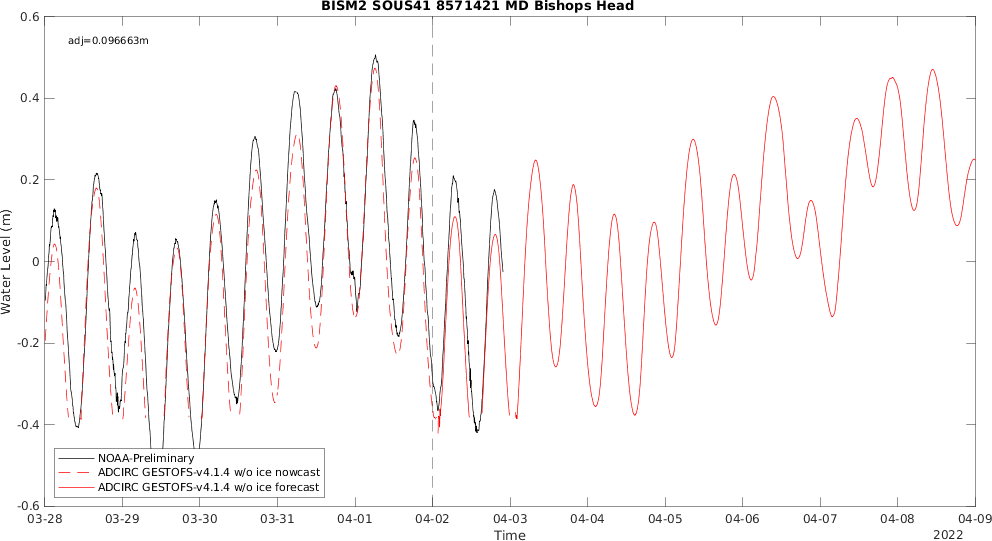 BISM2 SOUS41 8571421 MD Bishops Head
adj=0.096663m
0.6
0.4
0.2
0
-0.2
-0.4
-0.6
Water Level (m)
NOAA-Preliminary
ADCIRC GESTOFS-v4.1.4 w/o ice nowcast
ADCIRC GESTOFS-v4.1.4 w/o ice forecast
03-28 03-29 03-30 03-31 04-01 04-02 04-03 04-04 04-05 04-06 04-07 04-08 04-09
Time
2022